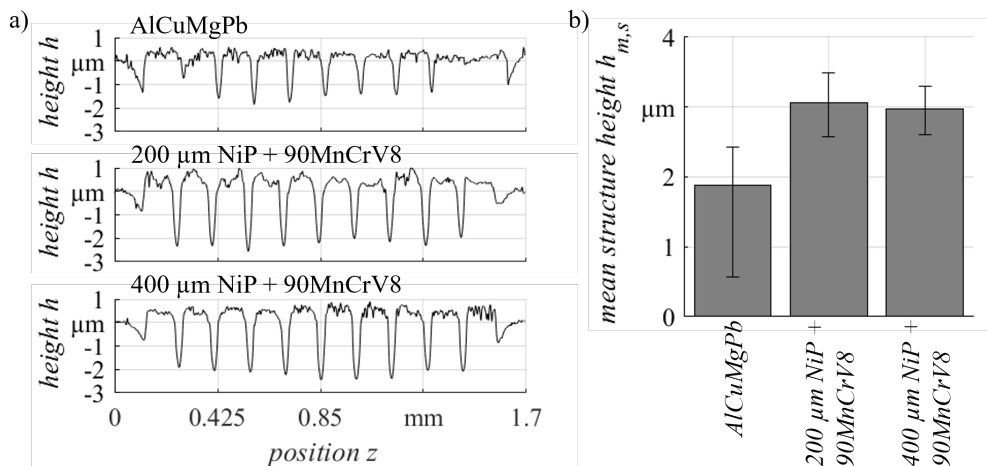 a)
AlCuMgPb
height h
1
μm
-1
-2
-3
200 μm NiP + 90MnCrV8
height h
1
μm
-1
-2
-3
400 μm NiP + 90MnCrV8
height h
1
μm
-1
-2
-3
0 0.425 0.85 mm 1.7
position z
b)
mean structure height hm,s
4
μm
2
1
0
AlCuMgPb
200 μm NiP +
90MnCrV8
400 μm NiP +
90MnCrV8